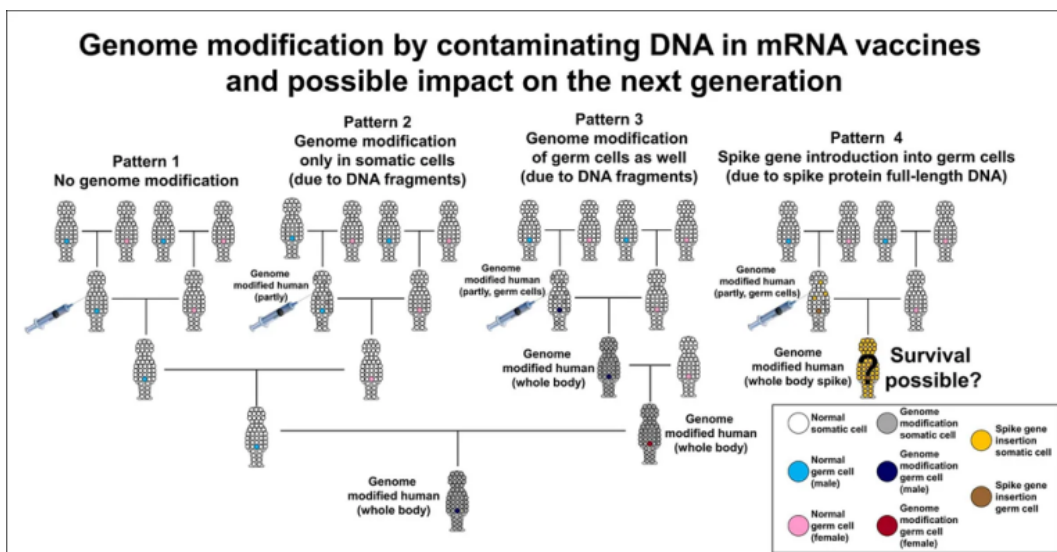 Genome modification by contaminating DNA in mRNA vaccines
and possible impact on the next generation
Pattern 1
No genome modification
Pattern 2
Genome modification
only in somatic cells
(due to DNA fragments)
Pattern 3
Genome modification
of germ cells as well
(due to DNA fragments)
Pattern 4
Spike gene introduction into germ cells
(due to spike protein full-length DNA)
Genome
modified human
(partly)
Genome
modified human
(partly, germ cells)
Genome
modified human
(partly, germ cells)
Genome
modified human
(whole body)
Genome
modified human
(whole body spike)
?
Survival
possible?
Genome
modified human
(whole body)
Genome
modified human
(whole body)
Normal
somatic cell
Genome
modification
somatic cell
Spike gene
insertion
somatic cell
Normal
germ cell
(male)
Genome
modification
germ cell
(male)
Spike gene
insertion
germ cell
Normal
germ cell
(female)
Genome
modification
germ cell
(female)